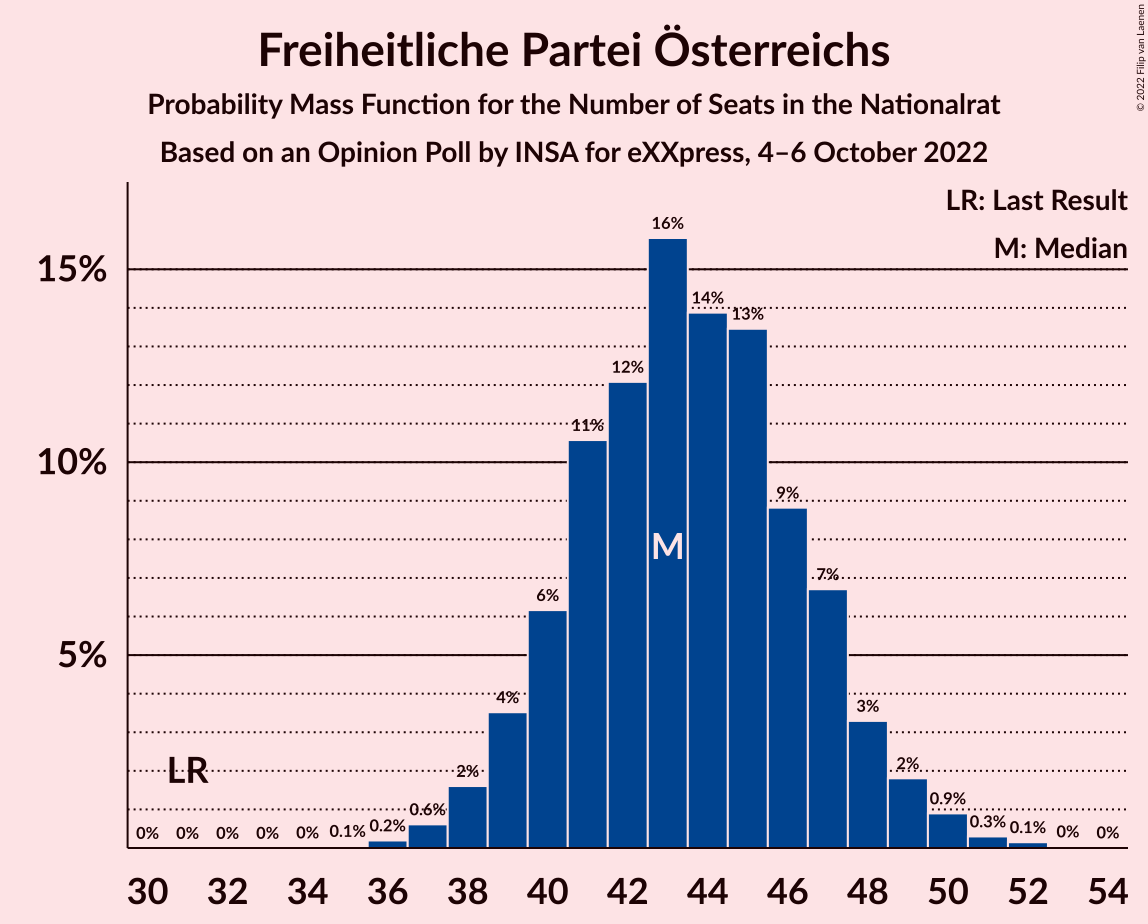 Freiheitliche Partei Österreichs
Probability Mass Function for the Number of Seats in the Nationalrat
Based on an Opinion Poll by INSA for eXXpress, 4–6 October 2022
© 2022 Filip van Laenen
LR: Last Result
M: Median
15%
10%
5%
0% 0% 0% 0% 0% 0.1% 0.2% 0.6% 2% 4% 6% 11% 12% 16% 14% 13% 9% 7% 3% 2% 0.9% 0.3% 0.1% 0% 0%
M
LR
30 32 34 36 38 40 42 44 46 48 50 52 54